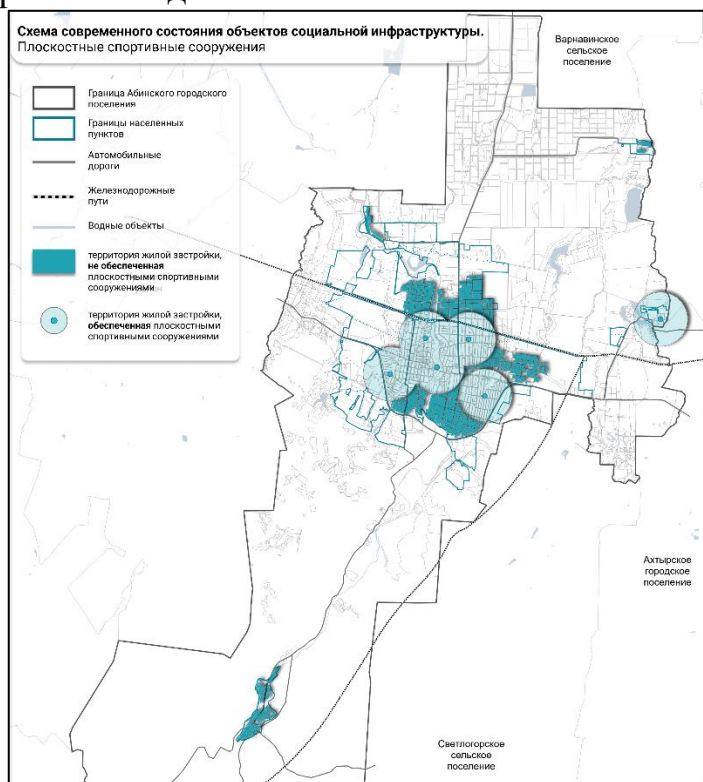 Схема современного состояния объектов социальной инфраструктуры.
Плоскостные спортивные сооружения
Варнавинское
сельское
поселение
Граница Абинского городского
поселения
Границы населенных
пунктов
Автомобильные
дороги
Железнодорожные
пути
Водные объекты
территория жилой застройки,
не обеспеченная
плоскостными спортивными
сооружениями
территория жилой застройки,
обеспеченная плоскостными
спортивными сооружениями
Ахтырское
городское
поселение
Светлогорское
сельское
поселение